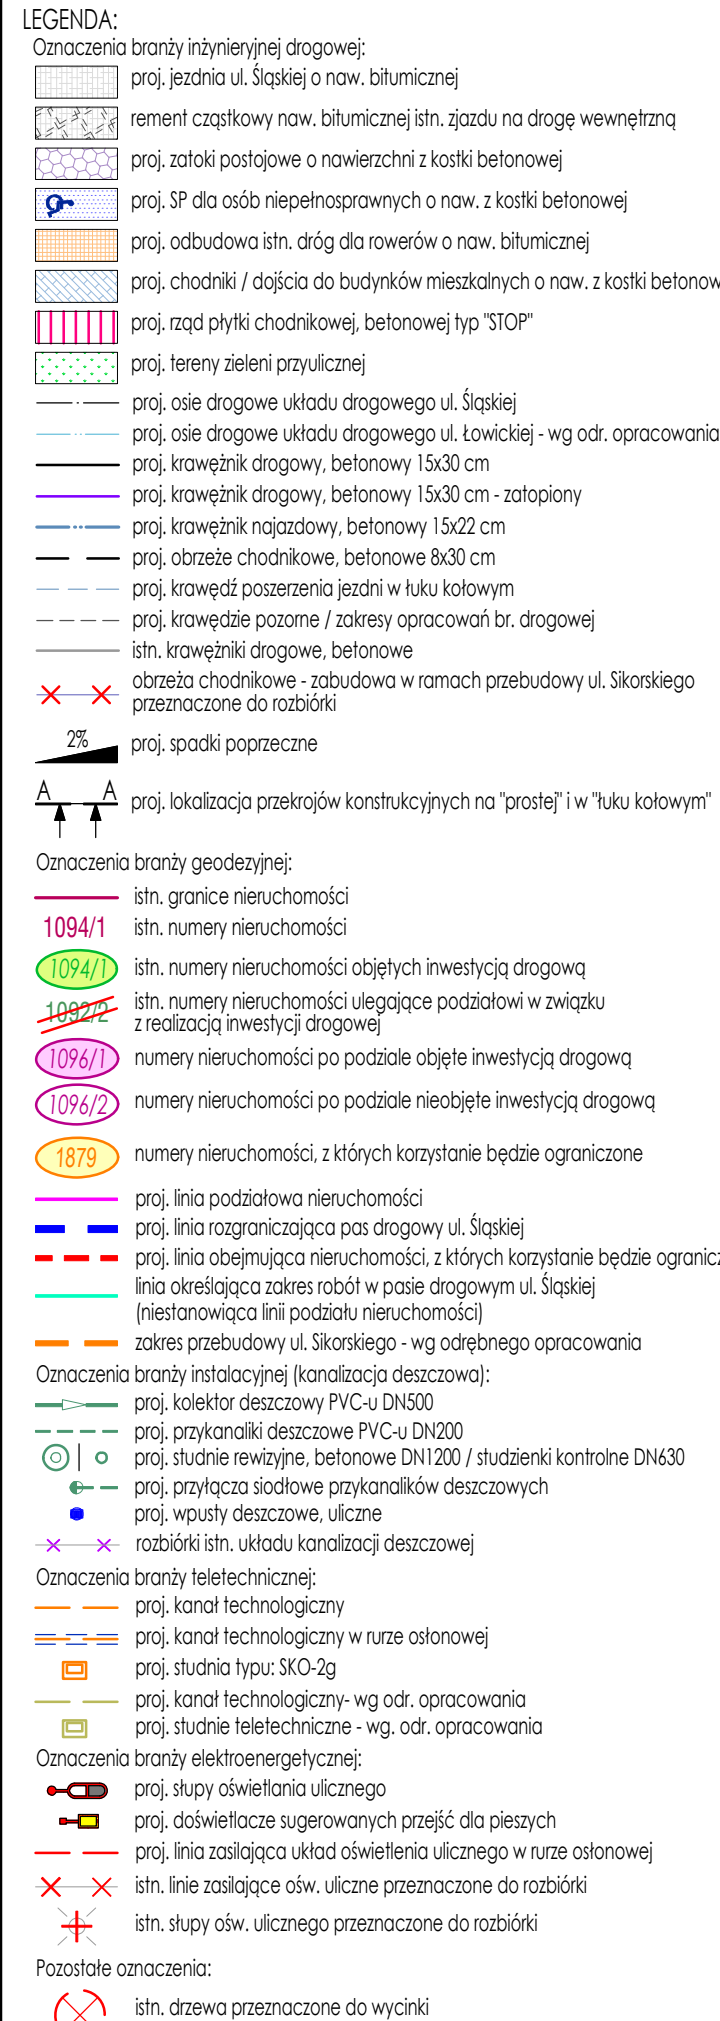 LEGENDA:
Oznaczenia branży inżynieryjnej drogowej:
proj. jezdnia ul. Śląskiej o naw. bitumicznej
rement cząstkowy naw. bitumicznej istn. zjazdu na drogę wewnętrzną
proj. zatoki postojowe o nawierzchni z kostki betonowej
proj. SP dla osób niepełnosprawnych o naw. z kostki betonowej
proj. odbudowa istn. dróg dla rowerów o naw. bitumicznej
proj. chodniki / dojścia do budynków mieszkalnych o naw. z kostki betonow
proj. rząd płytki chodnikowej, betonowej typ "STOP"
proj. tereny zieleni przyulicznej
proj. osie drogowe układu drogowego ul. Śląskiej
proj. osie drogowe układu drogowego ul. Łowickiej - wg odr. opracowania
proj. krawężnik drogowy, betonowy 15x30 cm
proj. krawężnik drogowy, betonowy 15x30 cm - zatopiony
proj. krawężnik najazdowy, betonowy 15x22 cm
proj. obrzeże chodnikowe, betonowe 8x30 cm
proj. krawędź poszerzenia jezdni w łuku kołowym
proj. krawędzie pozorne / zakresy opracowań br. drogowej
istn. krawężniki drogowe, betonowe
obrzeża chodnikowe - zabudowa w ramach przebudowy ul. Sikorskiego
przeznaczone do rozbiórki
2% proj. spadki poprzeczne
A A proj. lokalizacja przekrojów konstrukcyjnych na "prostej" i w "łuku kołowym"
Oznaczenia branży geodezyjnej:
istn. granice nieruchomości
1094/1 istn. numery nieruchomości
1094/1 istn. numery nieruchomości objętych inwestycją drogową
1092/2 istn. numery nieruchomości ulegające podziałowi w związku
z realizacją inwestycji drogowej
1096/1 numery nieruchomości po podziale objęte inwestycją drogową
1096/2 numery nieruchomości po podziale nieobjęte inwestycją drogową
1879 numery nieruchomości, z których korzystanie będzie ograniczone
proj. linia podziałowa nieruchomości
proj. linia rozgraniczająca pas drogowy ul. Śląskiej
proj. linia obejmująca nieruchomości, z których korzystanie będzie ogranicz
linia określająca zakres robót w pasie drogowym ul. Śląskiej
(niestanowiąca linii podziału nieruchomości)
zakres przebudowy ul. Sikorskiego - wg odrębnego opracowania
Oznaczenia branży instalacyjnej (kanalizacja deszczowa):
proj. kolektor deszczowy PVC-u DN500
proj. przykanaliki deszczowe PVC-u DN200
proj. studnie rewizyjne, betonowe DN1200 / studzienki kontrolne DN630
proj. przyłącza siodłowe przykanalików deszczowych
proj. wpusty deszczowe, uliczne
rozbiórki istn. układu kanalizacji deszczowej
Oznaczenia branży teletechnicznej:
proj. kanał technologiczny
proj. kanał technologiczny w rurze osłonowej
proj. studnia typu: SKO-2g
proj. kanał technologiczny- wg odr. opracowania
proj. studnie teletechniczne - wg. odr. opracowania
Oznaczenia branży elektroenergetycznej:
proj. słupy oświetlania ulicznego
proj. doświetlacze sugerowanych przejść dla pieszych
proj. linia zasilająca układ oświetlenia ulicznego w rurze osłonowej
istn. linie zasilające ośw. uliczne przeznaczone do rozbiórki
istn. słupy ośw. ulicznego przeznaczone do rozbiórki
Pozostałe oznaczenia:
istn. drzewa przeznaczone do wycinki